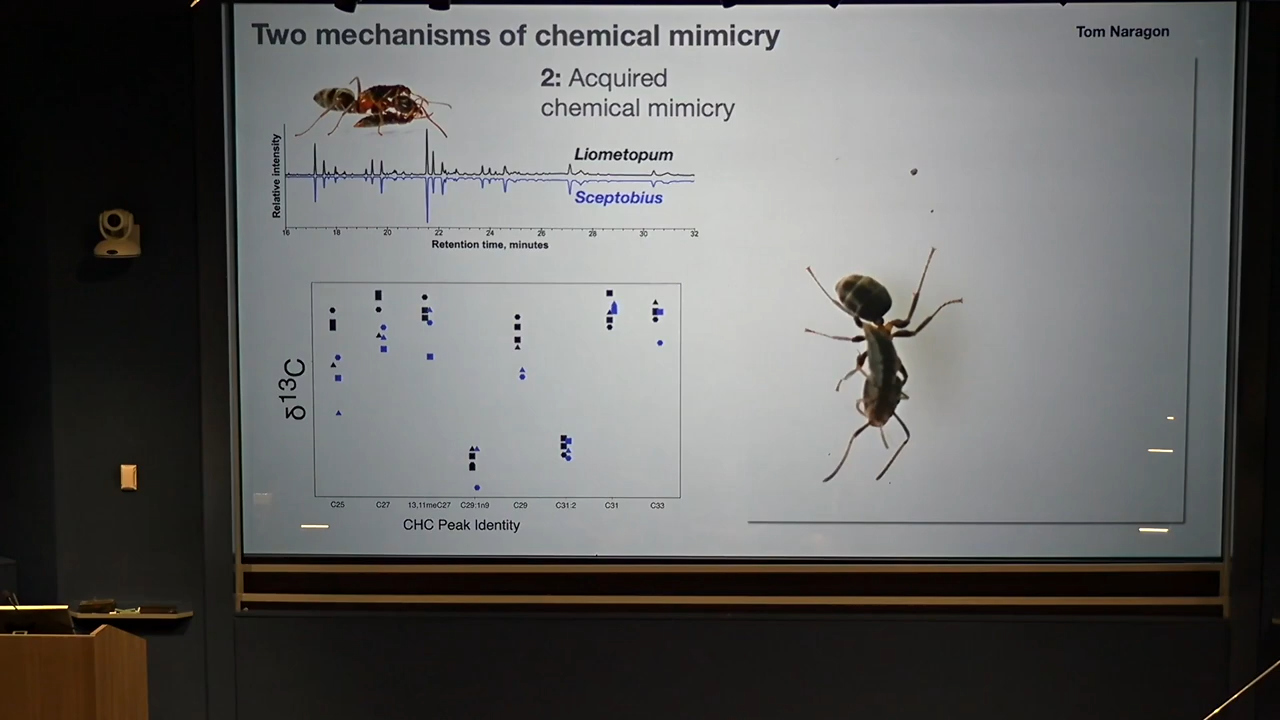 Two mechanisms of chemical mimicry
Tom Naragon
2: Acquired
chemical mimicry
Relative intensity
Liometopum
Sceptobius
16 18 20 22 24 26 28 30 32
Retention time, minutes
δ13C
C25 C27 13,11meC27 C29:1n9 C29 C31:2 C31 C33
CHC Peak Identity